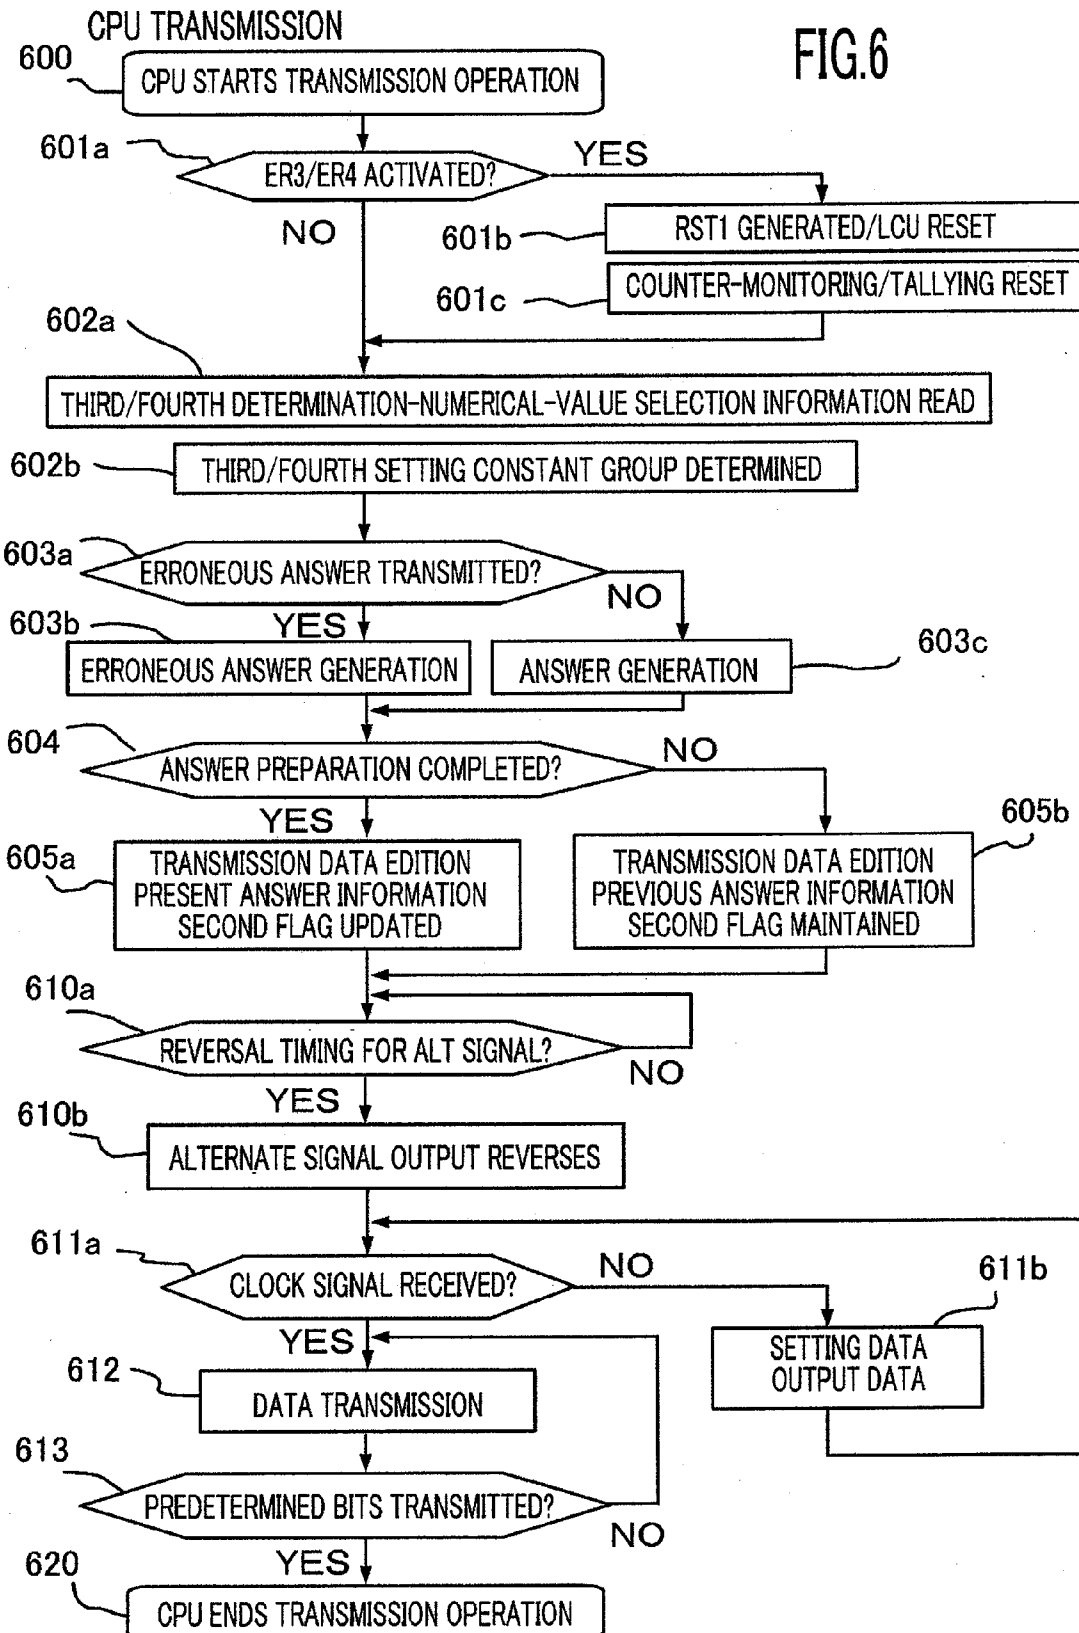 CPU TRANSMISSION
FIG.6
600
CPU STARTS TRANSMISSION OPERATION
601a
ER3/ER4 ACTIVATED?
YES
NO
601b
RST1 GENERATED/LCU RESET
601c
COUNTER-MONITORING/TALLYING RESET
602a
THIRD/FOURTH DETERMINATION-NUMERICAL-VALUE SELECTION INFORMATION READ
602b
THIRD/FOURTH SETTING CONSTANT GROUP DETERMINED
603a
ERRONEOUS ANSWER TRANSMITTED?
NO
YES
603b
ERRONEOUS ANSWER GENERATION
ANSWER GENERATION
603c
604
ANSWER PREPARATION COMPLETED?
NO
YES
605a
TRANSMISSION DATA EDITION
PRESENT ANSWER INFORMATION
SECOND FLAG UPDATED
605b
TRANSMISSION DATA EDITION
PREVIOUS ANSWER INFORMATION
SECOND FLAG MAINTAINED
610a
REVERSAL TIMING FOR ALT SIGNAL?
NO
YES
610b
ALTERNATE SIGNAL OUTPUT REVERSES
611a
CLOCK SIGNAL RECEIVED?
NO
611b
YES
SETTING DATA
OUTPUT DATA
612
DATA TRANSMISSION
613
PREDETERMINED BITS TRANSMITTED?
NO
YES
620
CPU ENDS TRANSMISSION OPERATION